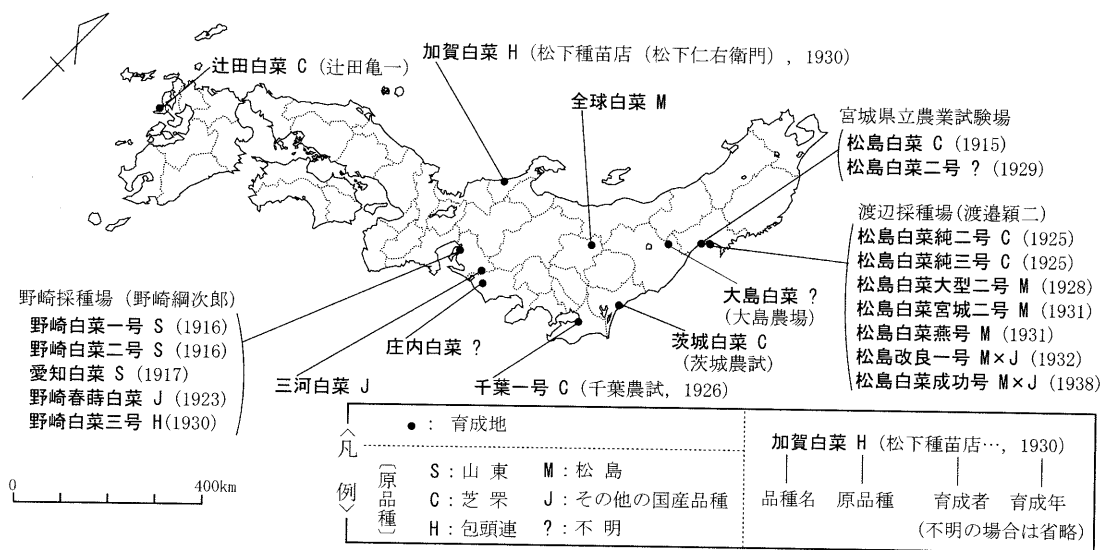 辻田白菜 C (辻田亀一)
加賀白菜 H (松下種苗店 (松下仁右衛門) , 1930)
全球白菜 M
宮城県立農業試験場
松島白菜 C (1915)
松島白菜二号 ? (1929)
渡辺採種場(渡邉穎二)
松島白菜純二号 C (1925)
松島白菜純三号 C (1925)
松島白菜大型二号 M (1928)
松島白菜宮城二号 M (1931)
松島白菜燕号 M (1931)
松島改良一号 M×J (1932)
松島白菜成功号 M×J (1938)
大島白菜 ?
(大島農場)
茨城白菜 C
(茨城農試)
野崎採種場 (野崎綱次郎)
野崎白菜一号 S (1916)
野崎白菜二号 S (1916)
愛知白菜 S (1917)
野崎春蒔白菜 J (1923)
野崎白菜三号 H(1930)
庄内白菜 ?
三河白菜 J
千葉一号 C (千葉農試, 1926)
0 400km
〈凡例〉
● : 育成地
〔原品種〕
S : 山 東 M : 松 島
C : 芝 罘 J : その他の国産品種
H : 包頭連 ? : 不 明
加賀白菜 H (松下種苗店…, 1930)
品種名 原品種 育成者 育成年
(不明の場合は省略)